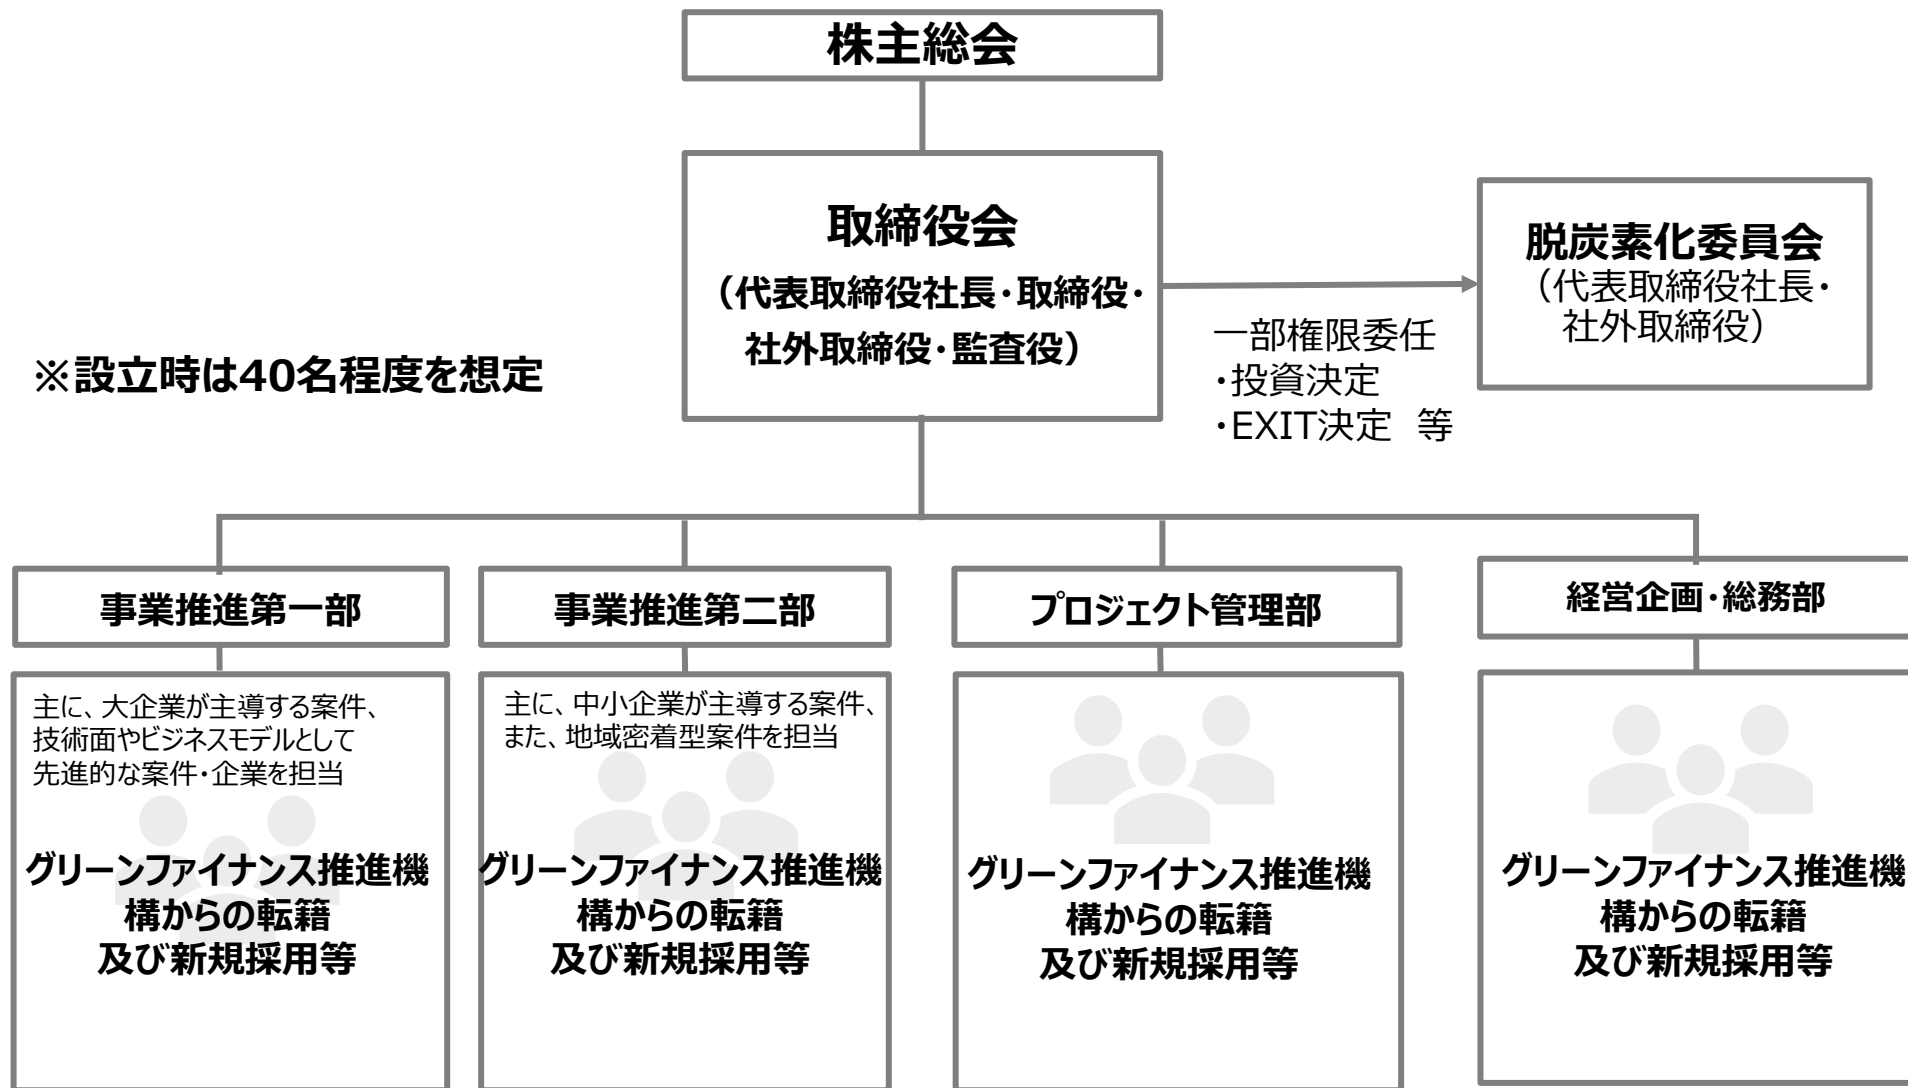 株主総会
取締役会
（代表取締役社長・取締役・
社外取締役・監査役）
脱炭素化委員会
（代表取締役社長・
社外取締役）
一部権限委任
・投資決定
・EXIT決定　等
※設立時は40名程度を想定
事業推進第一部
主に、大企業が主導する案件、
技術面やビジネスモデルとして
先進的な案件・企業を担当
グリーンファイナンス推進機
構からの転籍
及び新規採用等
事業推進第二部
主に、中小企業が主導する案件、
また、地域密着型案件を担当
グリーンファイナンス推進機
構からの転籍
及び新規採用等
プロジェクト管理部
グリーンファイナンス推進機
構からの転籍
及び新規採用等
経営企画・総務部
グリーンファイナンス推進機
構からの転籍
及び新規採用等